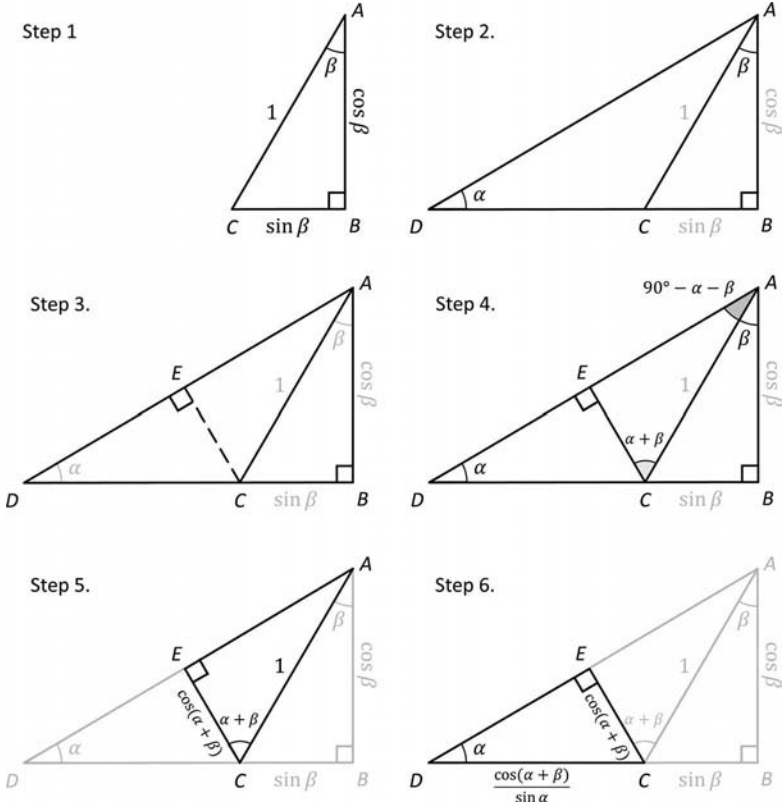 Step 1
A
β
1
cos β
C
sin β
B
Step 2.
A
β
1
cos β
α
D
C
sin β
B
Step 3.
A
β
E
1
cos β
α
D
C
sin β
B
Step 4.
90° − α − β
A
β
E
1
cos β
α + β
α
D
C
sin β
B
Step 5.
A
β
E
1
cos β
cos(α + β)
α + β
α
D
C
sin β
B
Step 6.
A
β
E
1
cos β
cos(α + β)
α + β
α
D
cos(α + β)
sin α
C
sin β
B